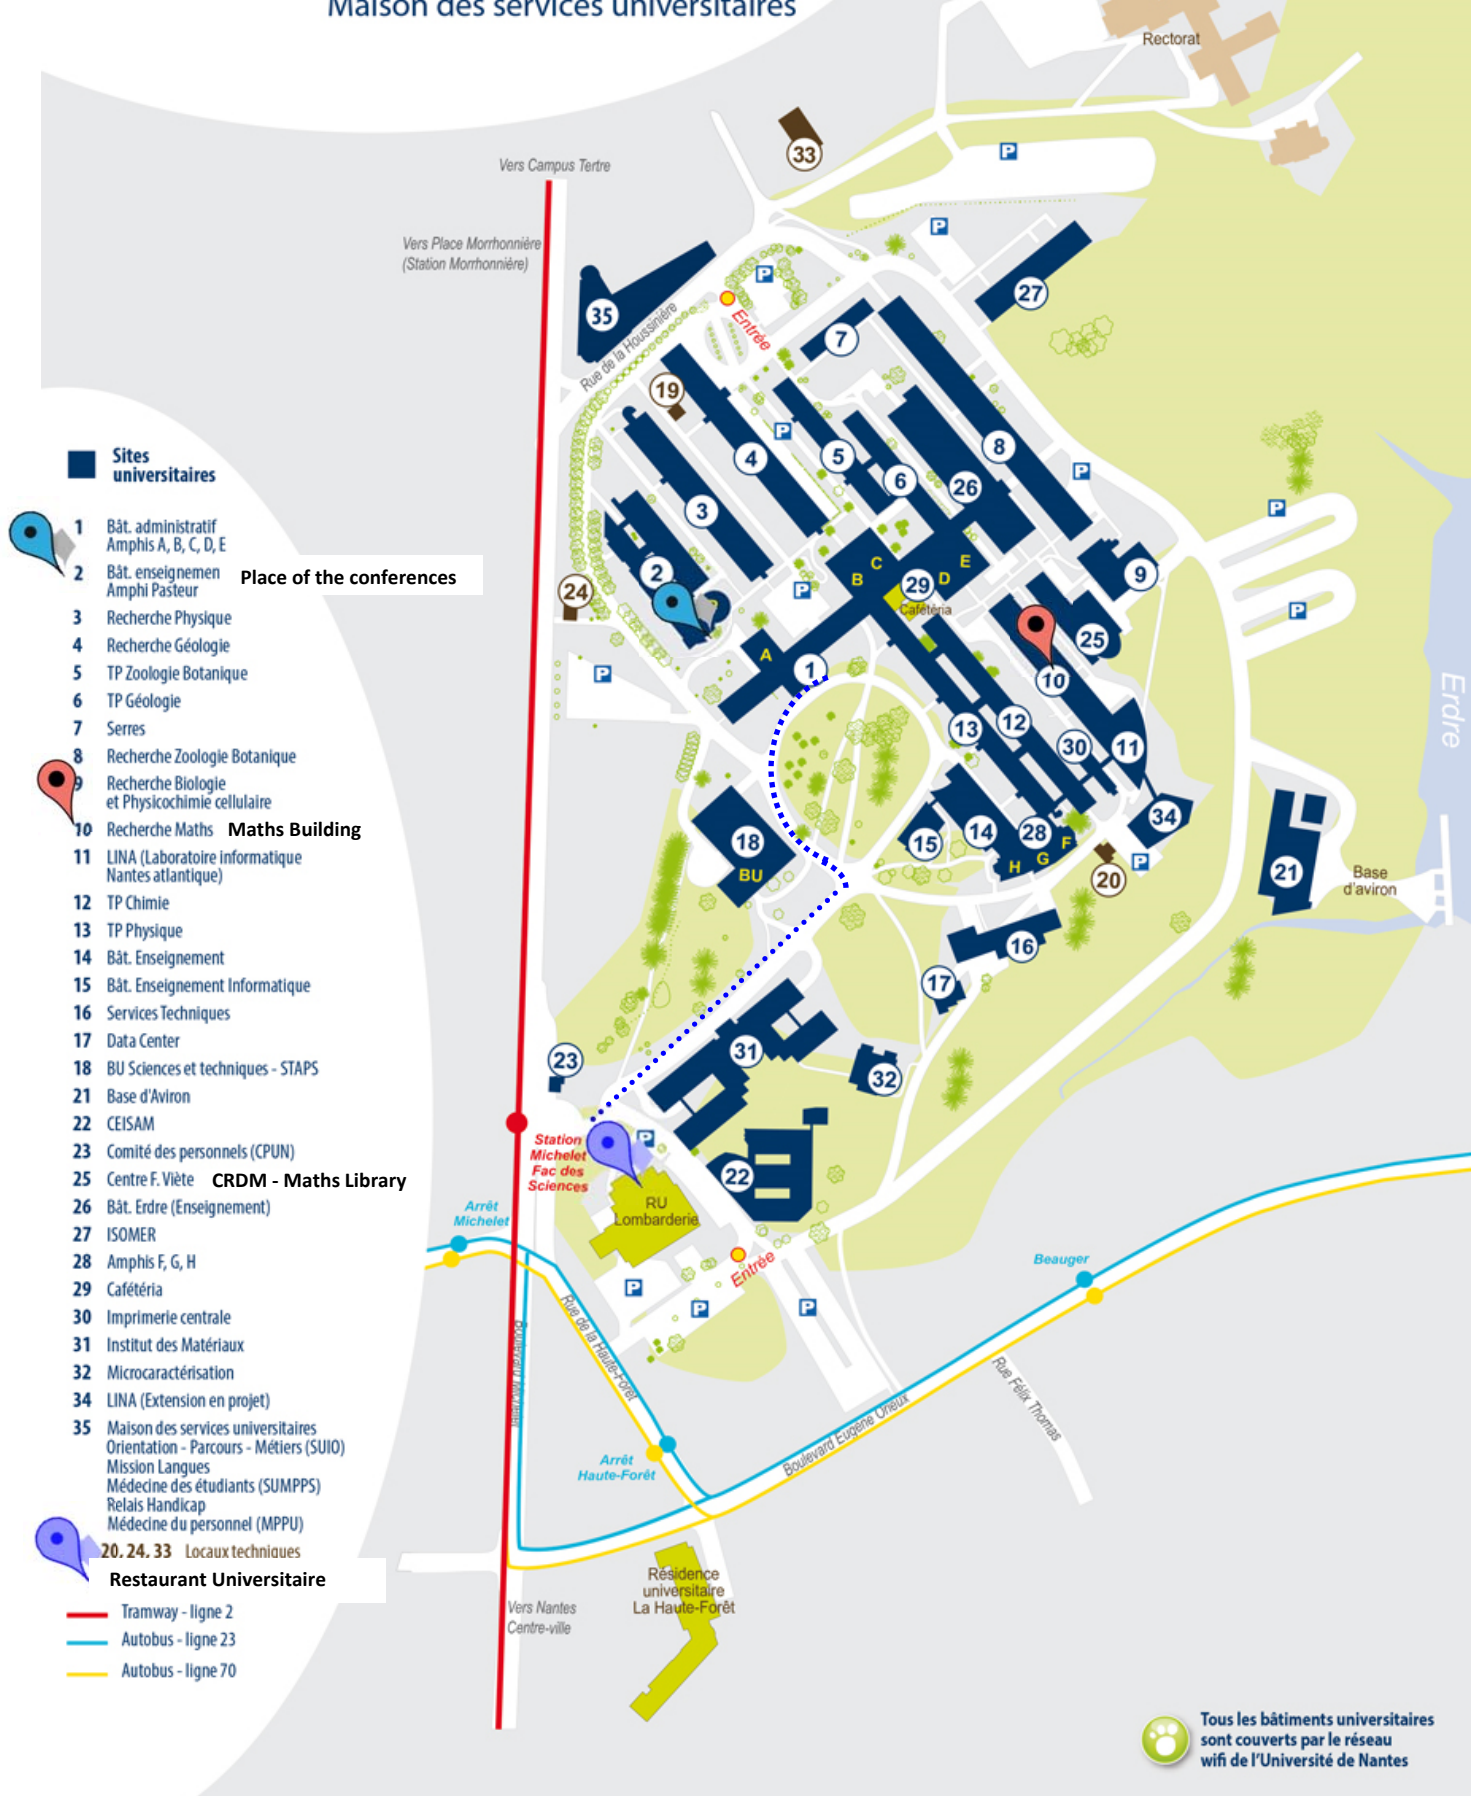 Maison des services universitaires
Rectorat
33
Vers Campus Tertre
Vers Place Morrhonnière
(Station Morrhonnière)
35
Rue de la Houssinière
Entrée
P
P
P
27
7
19
4
P
5
6
8
26
P
3
2
24
P
P
C
B
E
D
29
Cafétéria
9
25
10
A
1
P
P
13
12
30
11
34
P
15
14
28
F
G
H
20
18
BU
21
Base
d'aviron
Erdre
16
17
31
32
23
Station
Michelet
Fac des
Sciences
P
22
RU
Lombarderie
Arrêt
Michelet
Entrée
P
P
P
Beauger
Rue de la Haute-Forêt
Boulevard Michelet
Arrêt
Haute-Forêt
Boulevard Eugène Orieux
Rue Félix Thomas
Résidence
universitaire
La Haute-Forêt
Vers Nantes
Centre-ville
Sites
universitaires
1 Bât. administratif
Amphis A, B, C, D, E
2 Bât. enseignemen Place of the conferences
Amphi Pasteur
3 Recherche Physique
4 Recherche Géologie
5 TP Zoologie Botanique
6 TP Géologie
7 Serres
8 Recherche Zoologie Botanique
9 Recherche Biologie
et Physicochimie cellulaire
10 Recherche Maths Maths Building
11 LINA (Laboratoire informatique
Nantes atlantique)
12 TP Chimie
13 TP Physique
14 Bât. Enseignement
15 Bât. Enseignement Informatique
16 Services Techniques
17 Data Center
18 BU Sciences et techniques - STAPS
21 Base d'Aviron
22 CEISAM
23 Comité des personnels (CPUN)
25 Centre F. Viète CRDM - Maths Library
26 Bât. Erdre (Enseignement)
27 ISOMER
28 Amphis F, G, H
29 Cafétéria
30 Imprimerie centrale
31 Institut des Matériaux
32 Microcaractérisation
34 LINA (Extension en projet)
35 Maison des services universitaires
Orientation - Parcours - Métiers (SUIO)
Mission Langues
Médecine des étudiants (SUMPPS)
Relais Handicap
Médecine du personnel (MPPU)
20, 24, 33 Locaux techniques
Restaurant Universitaire
Tramway - ligne 2
Autobus - ligne 23
Autobus - ligne 70
Tous les bâtiments universitaires
sont couverts par le réseau
wifi de l'Université de Nantes